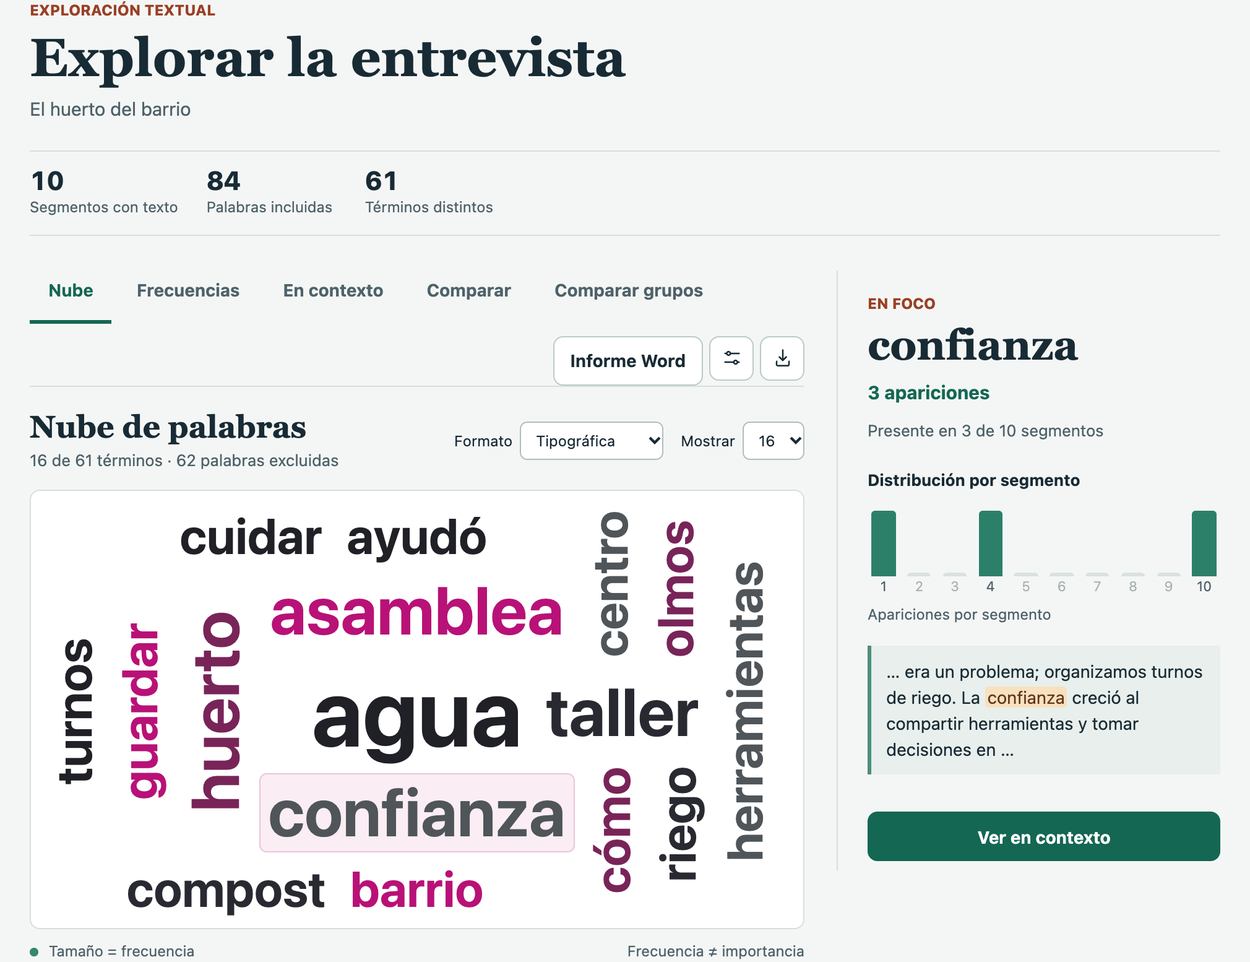 EXPLORACIÓN TEXTUAL
Explorar la entrevista
El huerto del barrio
10 84 61
Segmentos con texto Palabras incluidas Términos distintos
Nube Frecuencias En contexto Comparar Comparar grupos
Informe Word
Nube de palabras
16 de 61 términos · 62 palabras excluidas
Formato Tipográfica Mostrar 16
cuidar ayudó
asamblea
centro
olmos
herramientas
turnos
guardar
huerto
agua taller
confianza
cómo
riego
compost barrio
Tamaño = frecuencia
Frecuencia ≠ importancia
EN FOCO
confianza
3 apariciones
Presente en 3 de 10 segmentos
Distribución por segmento
1 2 3 4 5 6 7 8 9 10
Apariciones por segmento
... era un problema; organizamos turnos
de riego. La confianza creció al
compartir herramientas y tomar
decisiones en ...
Ver en contexto